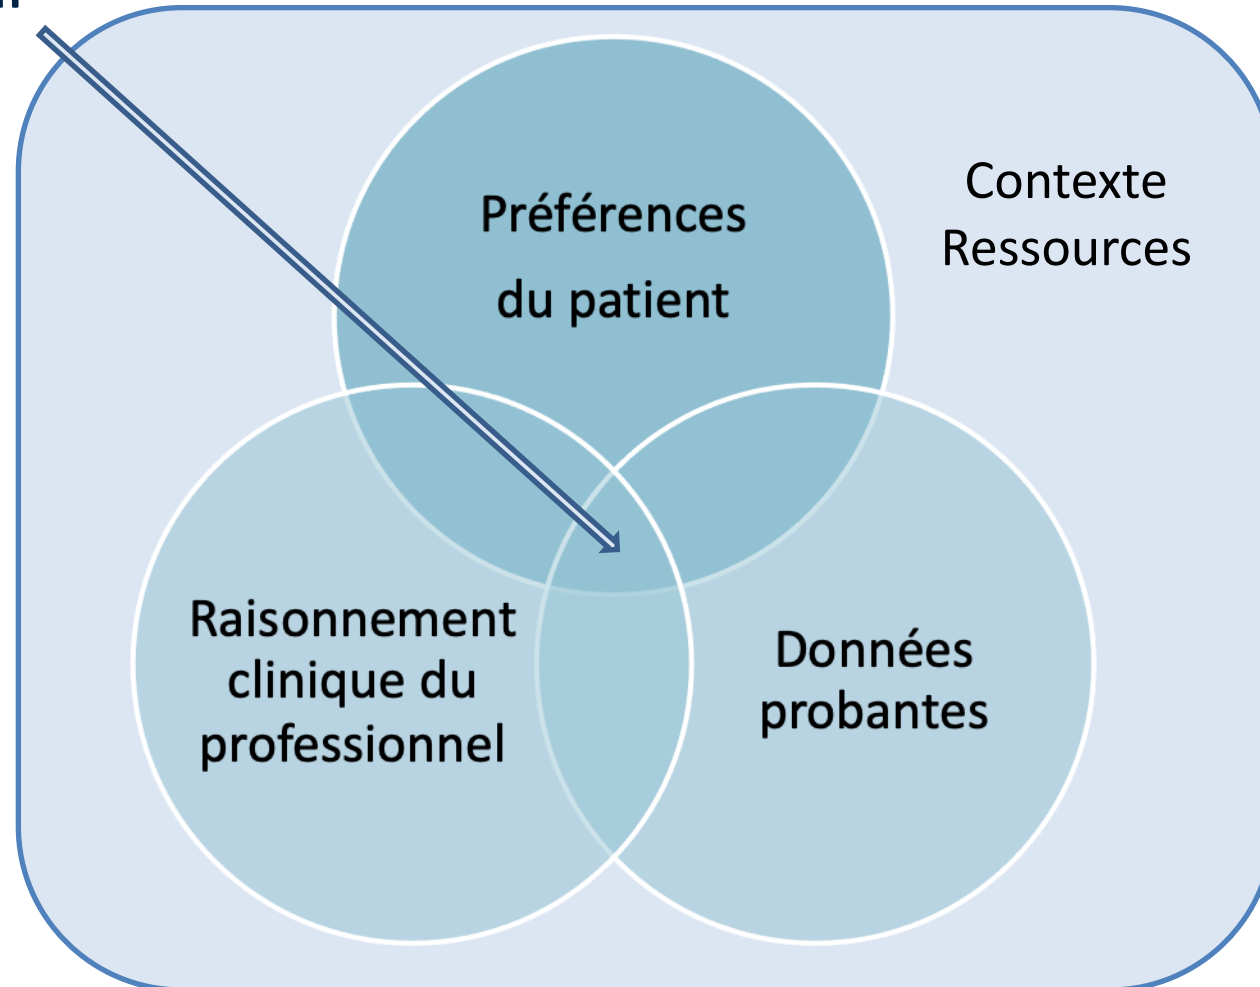 Préférences
du patient
Contexte
Ressources
Raisonnement
clinique du
professionnel
Données
probantes